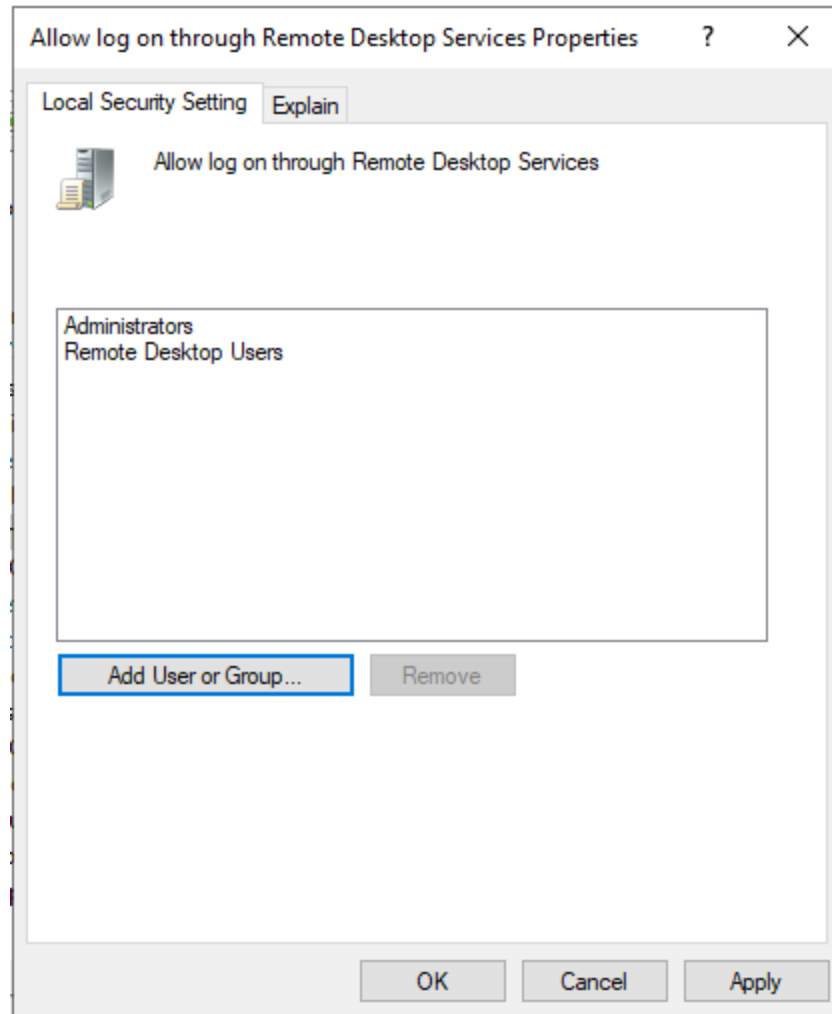 Allow log on through Remote Desktop Services Properties ?
Local Security Setting Explain
Allow log on through Remote Desktop Services
Administrators
Remote Desktop Users
Add User or Group... Remove
OK Cancel Apply